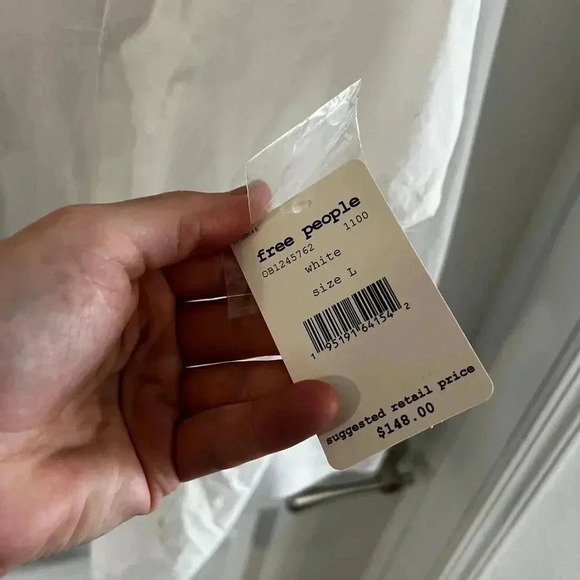 free people
OB1245762 1100
white
size L
1 95191 64154 2
suggested retail price
$148.00